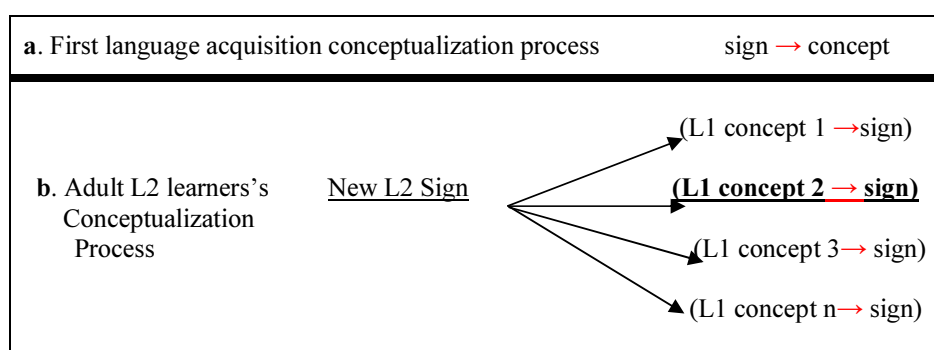 a. First language acquisition conceptualization process sign → concept
(L1 concept 1 →sign)
b. Adult L2 learners's New L2 Sign (L1 concept 2 → sign)
Conceptualization
Process
(L1 concept 3→ sign)
(L1 concept n→ sign)